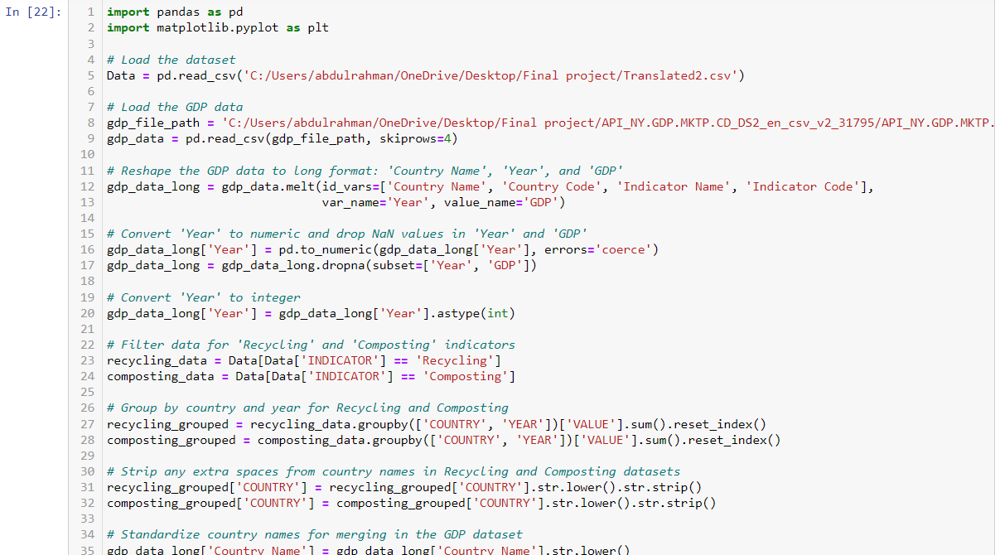 In [22]:
1 import pandas as pd
2 import matplotlib.pyplot as plt
3
4 # Load the dataset
5 Data = pd.read_csv('C:/Users/abdulrahman/OneDrive/Desktop/Final project/Translated2.csv')
6
7 # Load the GDP data
8 gdp_file_path = 'C:/Users/abdulrahman/OneDrive/Desktop/Final project/API_NY.GDP.MKTP.CD_DS2_en_csv_v2_31795/API_NY.GDP.MKTP.
9 gdp_data = pd.read_csv(gdp_file_path, skiprows=4)
10
11 # Reshape the GDP data to long format: 'Country Name', 'Year', and 'GDP'
12 gdp_data_long = gdp_data.melt(id_vars=['Country Name', 'Country Code', 'Indicator Name', 'Indicator Code'],
13                               var_name='Year', value_name='GDP')
14
15 # Convert 'Year' to numeric and drop NaN values in 'Year' and 'GDP'
16 gdp_data_long['Year'] = pd.to_numeric(gdp_data_long['Year'], errors='coerce')
17 gdp_data_long = gdp_data_long.dropna(subset=['Year', 'GDP'])
18
19 # Convert 'Year' to integer
20 gdp_data_long['Year'] = gdp_data_long['Year'].astype(int)
21
22 # Filter data for 'Recycling' and 'Composting' indicators
23 recycling_data = Data[Data['INDICATOR'] == 'Recycling']
24 composting_data = Data[Data['INDICATOR'] == 'Composting']
25
26 # Group by country and year for Recycling and Composting
27 recycling_grouped = recycling_data.groupby(['COUNTRY', 'YEAR'])['VALUE'].sum().reset_index()
28 composting_grouped = composting_data.groupby(['COUNTRY', 'YEAR'])['VALUE'].sum().reset_index()
29
30 # Strip any extra spaces from country names in Recycling and Composting datasets
31 recycling_grouped['COUNTRY'] = recycling_grouped['COUNTRY'].str.lower().str.strip()
32 composting_grouped['COUNTRY'] = composting_grouped['COUNTRY'].str.lower().str.strip()
33
34 # Standardize country names for merging in the GDP dataset
35 gdp_data_long['Country Name'] = gdp_data_long['Country Name'].str.lower()